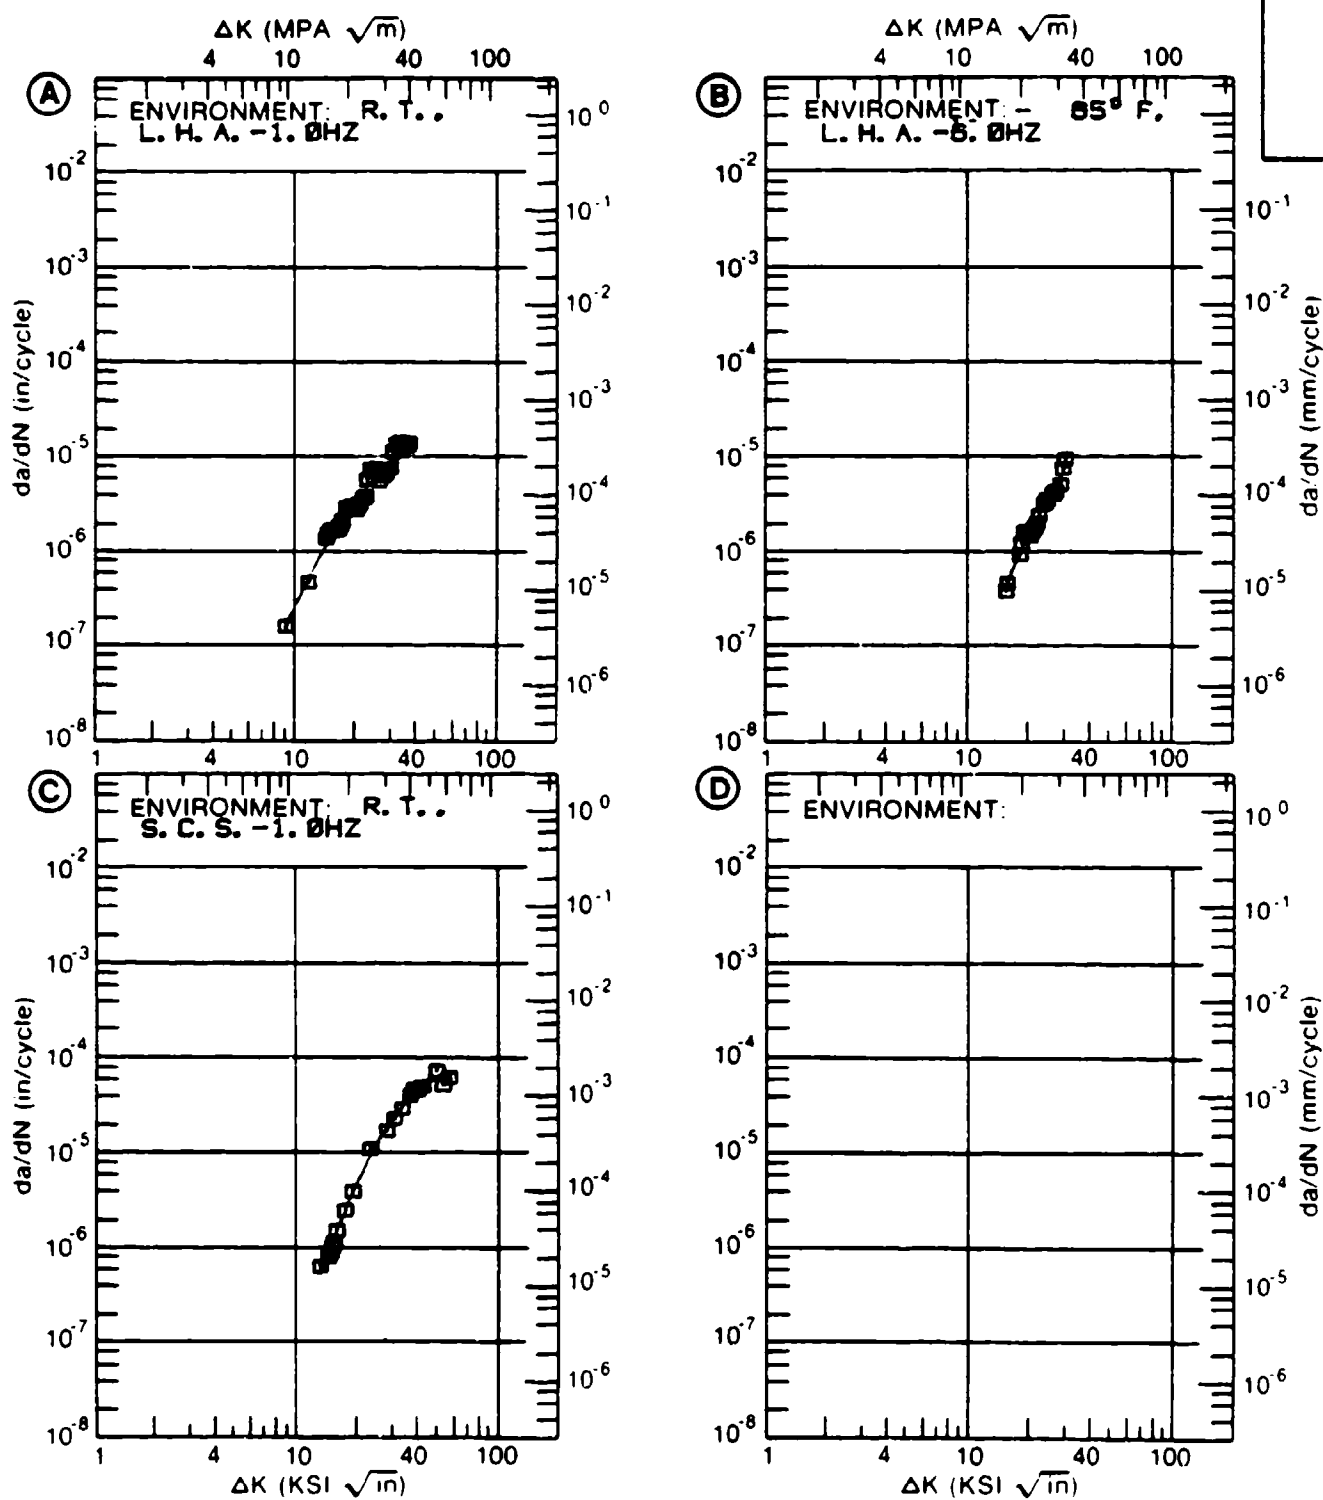 ΔK (MPA √m)
4 10 40 100
A
ENVIRONMENT: R. T. ,
L. H. A. -1.0HZ
10^0
10^-2
10^-1
10^-3
10^-2
10^-4
10^-3
10^-5
10^-4
10^-6
10^-5
10^-7
10^-6
10^-8
da/dN (in/cycle)
1 4 10 40 100
ΔK (MPA √m)
4 10 40 100
B
ENVIRONMENT: - 65° F,
L. H. A. -6.0HZ
10^-2
10^-1
10^-3
10^-2
10^-4
10^-3
10^-5
10^-4
10^-6
10^-5
10^-7
10^-6
10^-8
da/dN (mm/cycle)
1 4 10 40 100
C
ENVIRONMENT: R. T. ,
S. C. S. -1.0HZ
10^0
10^-2
10^-1
10^-3
10^-2
10^-4
10^-3
10^-5
10^-4
10^-6
10^-5
10^-7
10^-6
10^-8
da/dN (in/cycle)
1 4 10 40 100
ΔK (KSI √in)
D
ENVIRONMENT:
10^0
10^-2
10^-1
10^-3
10^-2
10^-4
10^-3
10^-5
10^-4
10^-6
10^-5
10^-7
10^-6
10^-8
da/dN (mm/cycle)
1 4 10 40 100
ΔK (KSI √in)